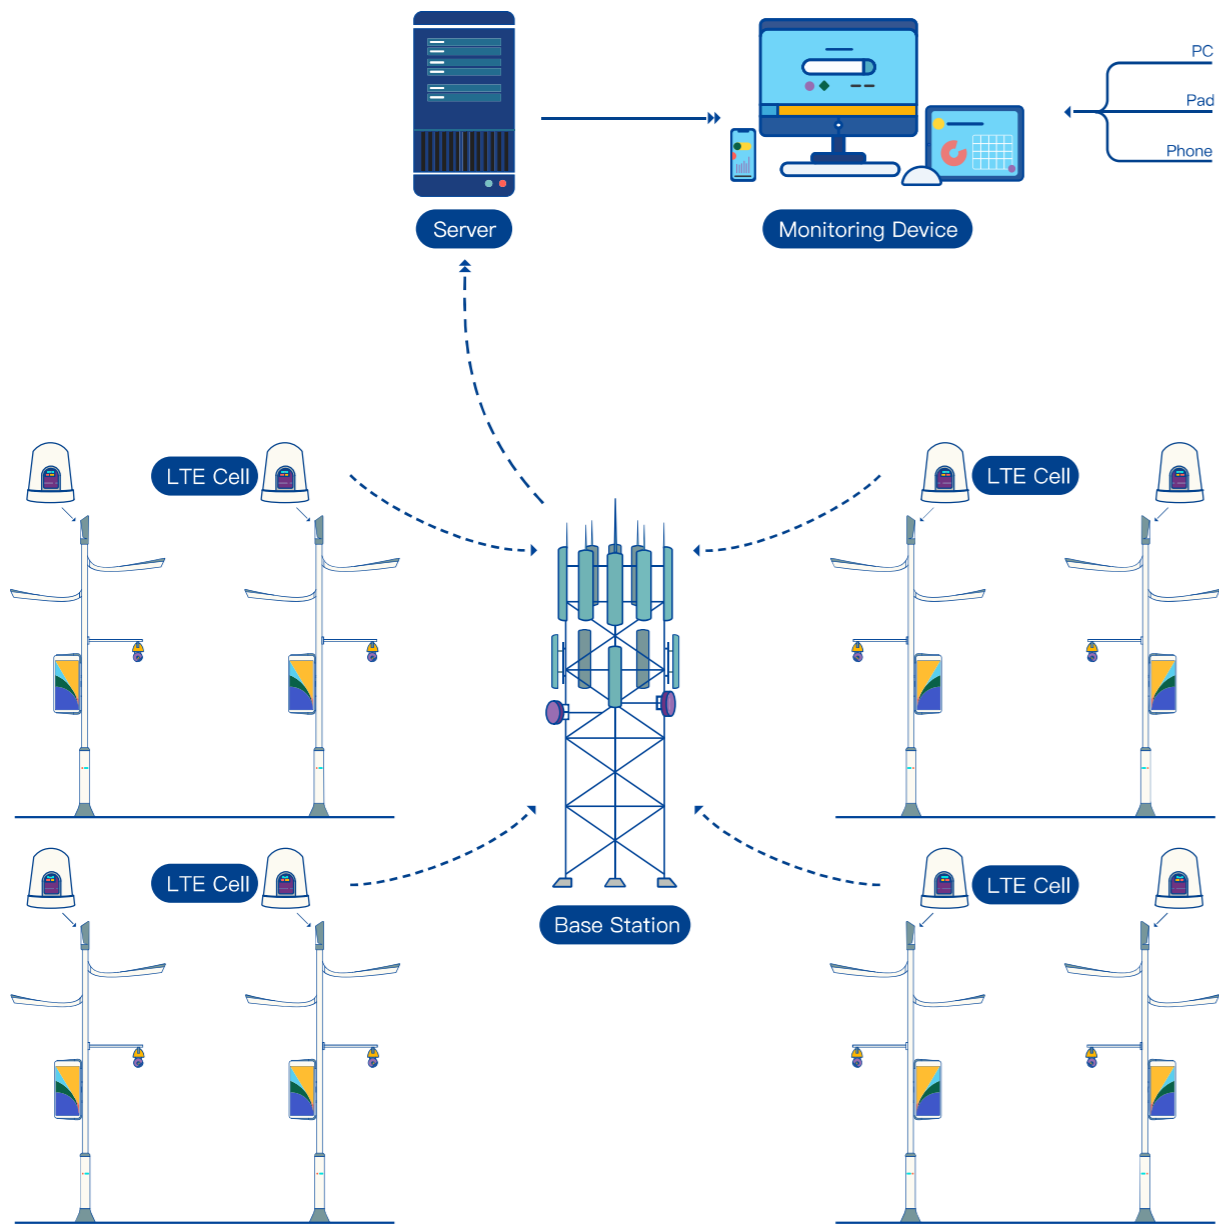 PC
Pad
Phone
Server
Monitoring Device
LTE Cell
LTE Cell
LTE Cell
LTE Cell
Base Station